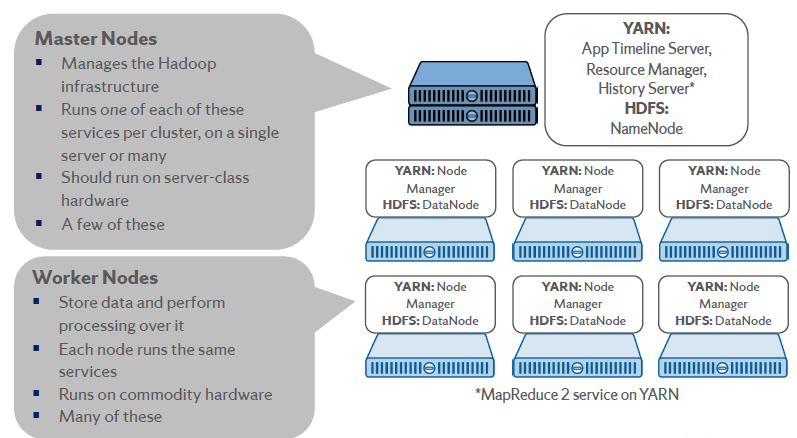 Master Nodes
▪ Manages the Hadoop
infrastructure
▪ Runs one of each of these
services per cluster, on a single
server or many
▪ Should run on server-class
hardware
▪ A few of these
YARN:
App Timeline Server,
Resource Manager,
History Server*
HDFS:
NameNode
YARN: Node
Manager
HDFS: DataNode
YARN: Node
Manager
HDFS: DataNode
YARN: Node
Manager
HDFS: DataNode
Worker Nodes
▪ Store data and perform
processing over it
▪ Each node runs the same
services
▪ Runs on commodity hardware
▪ Many of these
YARN: Node
Manager
HDFS: DataNode
YARN: Node
Manager
HDFS: DataNode
YARN: Node
Manager
HDFS: DataNode
*MapReduce 2 service on YARN